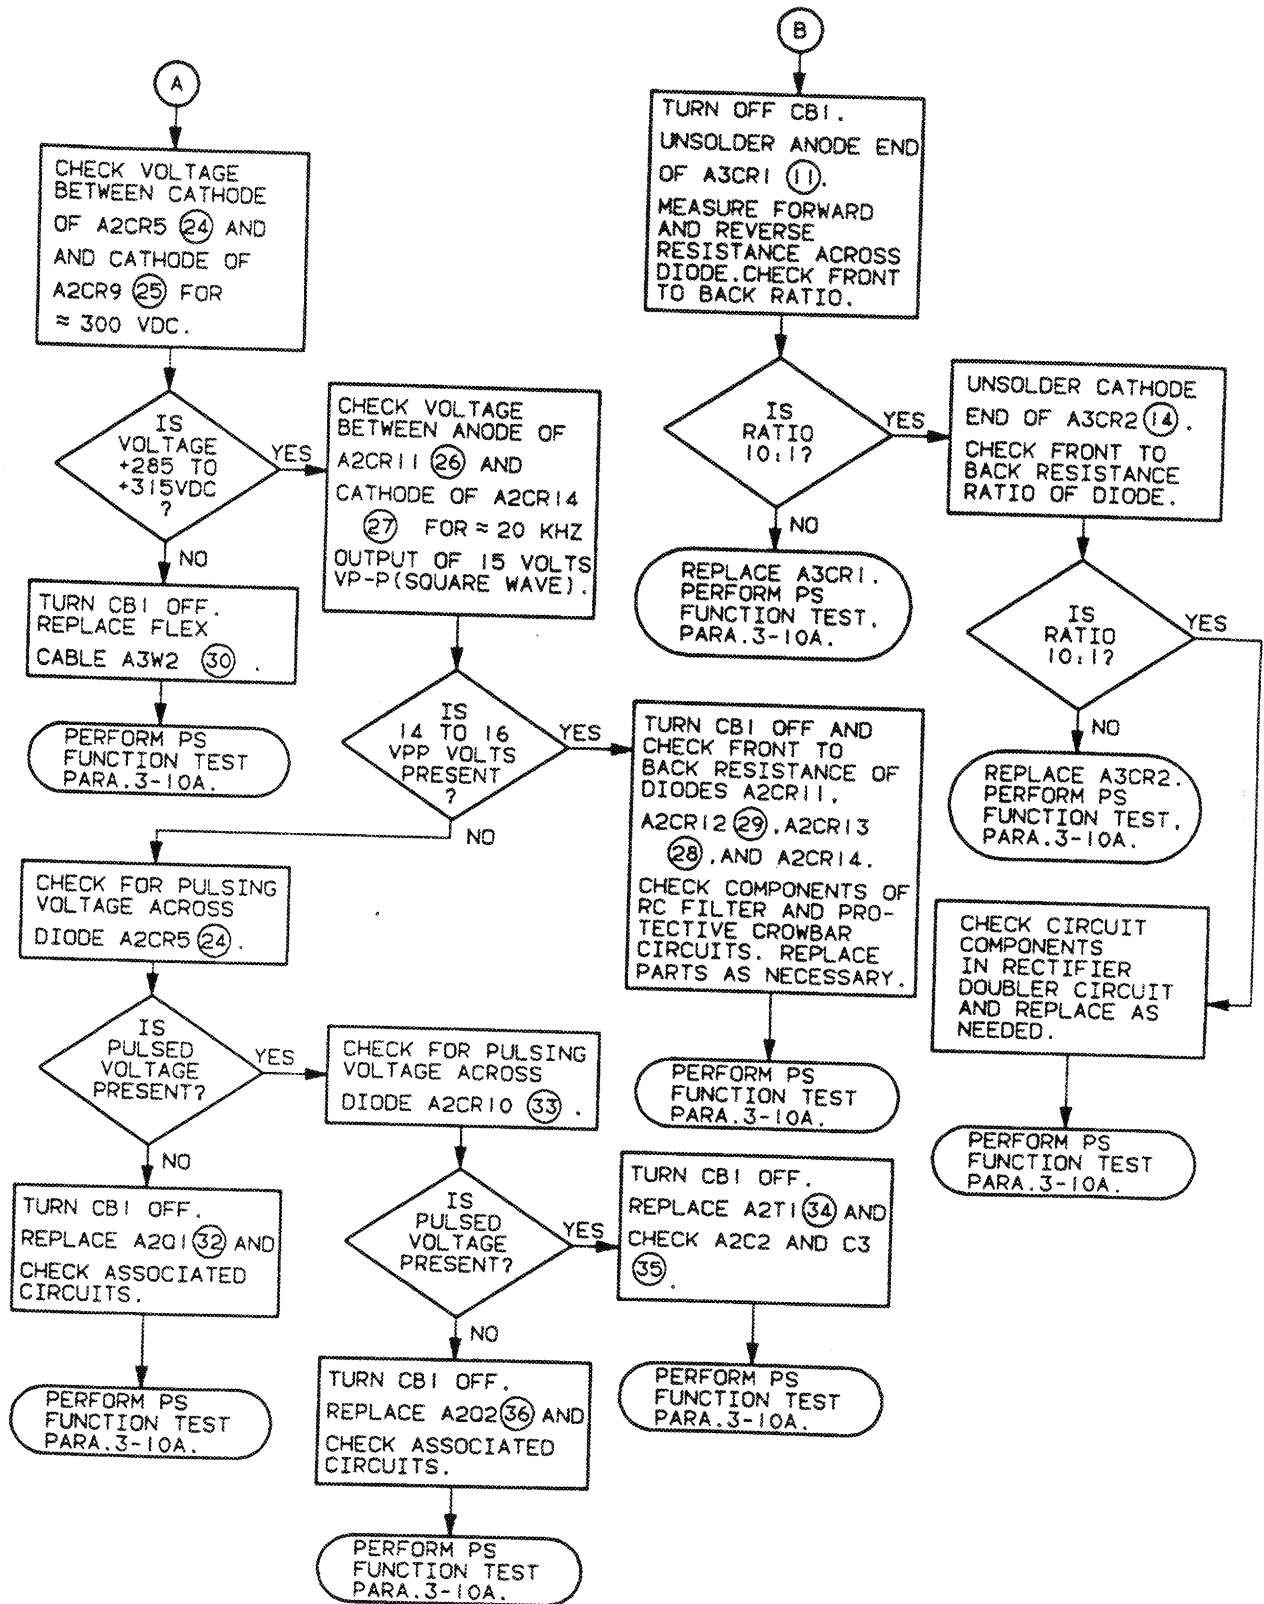 A
CHECK VOLTAGE
BETWEEN CATHODE
OF A2CR5 24 AND
AND CATHODE OF
A2CR9 25 FOR
≈ 300 VDC.
IS
VOLTAGE
+285 TO
+315VDC
?
YES
NO
TURN CB1 OFF.
REPLACE FLEX
CABLE A3W2 30 .
PERFORM PS
FUNCTION TEST
PARA.3-10A.
CHECK VOLTAGE
BETWEEN ANODE OF
A2CR11 26 AND
CATHODE OF A2CR14
27 FOR ≈ 20 KHZ
OUTPUT OF 15 VOLTS
VP-P(SQUARE WAVE).
IS
14 TO 16
VPP VOLTS
PRESENT
?
YES
NO
TURN CB1 OFF AND
CHECK FRONT TO
BACK RESISTANCE OF
DIODES A2CR11,
A2CR12 29 ,A2CR13
28 ,AND A2CR14.
CHECK COMPONENTS OF
RC FILTER AND PRO-
TECTIVE CROWBAR
CIRCUITS. REPLACE
PARTS AS NECESSARY.
PERFORM PS
FUNCTION TEST
PARA.3-10A.
CHECK FOR PULSING
VOLTAGE ACROSS
DIODE A2CR5 24 .
IS
PULSED
VOLTAGE
PRESENT?
YES
NO
TURN CB1 OFF.
REPLACE A2Q1 32 AND
CHECK ASSOCIATED
CIRCUITS.
PERFORM PS
FUNCTION TEST
PARA.3-10A.
CHECK FOR PULSING
VOLTAGE ACROSS
DIODE A2CR10 33 .
IS
PULSED
VOLTAGE
PRESENT?
YES
NO
TURN CB1 OFF.
REPLACE A2T1 34 AND
CHECK A2C2 AND C3
35 .
PERFORM PS
FUNCTION TEST
PARA.3-10A.
TURN CB1 OFF.
REPLACE A2Q2 36 AND
CHECK ASSOCIATED
CIRCUITS.
PERFORM PS
FUNCTION TEST
PARA.3-10A.
B
TURN OFF CB1.
UNSOLDER ANODE END
OF A3CR1 11 .
MEASURE FORWARD
AND REVERSE
RESISTANCE ACROSS
DIODE.CHECK FRONT
TO BACK RATIO.
IS
RATIO
10:1?
YES
NO
REPLACE A3CR1.
PERFORM PS
FUNCTION TEST,
PARA.3-10A.
UNSOLDER CATHODE
END OF A3CR2 14 .
CHECK FRONT TO
BACK RESISTANCE
RATIO OF DIODE.
IS
RATIO
10:1?
YES
NO
REPLACE A3CR2.
PERFORM PS
FUNCTION TEST,
PARA.3-10A.
CHECK CIRCUIT
COMPONENTS
IN RECTIFIER
DOUBLER CIRCUIT
AND REPLACE AS
NEEDED.
PERFORM PS
FUNCTION TEST
PARA.3-10A.